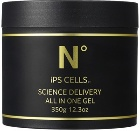 N°
iPS CELLS.
SCIENCE DELIVERY
ALL IN ONE GEL
350g 12.3oz